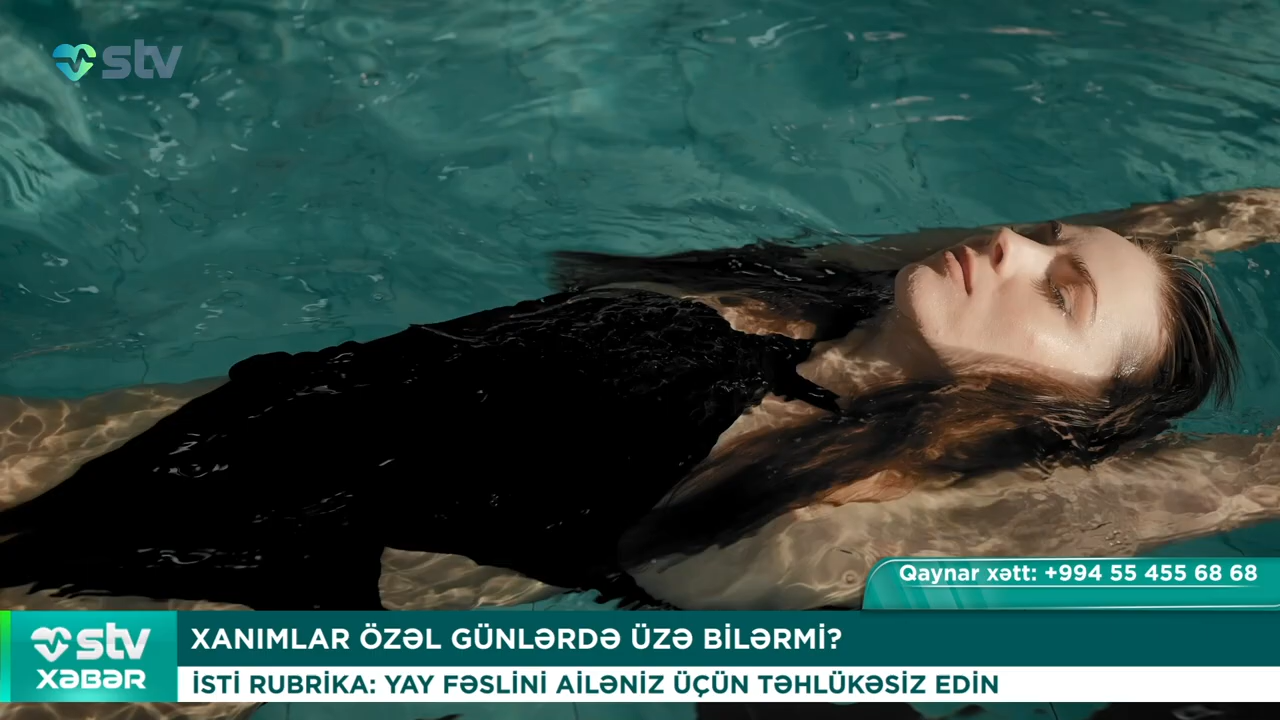 stv
Qaynar xətt: +994 55 455 68 68
stv
XƏBƏR
XANIMLAR ÖZƏL GÜNLƏRDƏ ÜZƏ BİLƏRMİ?
İSTİ RUBRİKA: YAY FƏSLİNİ AİLƏNİZ ÜÇÜN TƏHLÜKƏSİZ EDİN